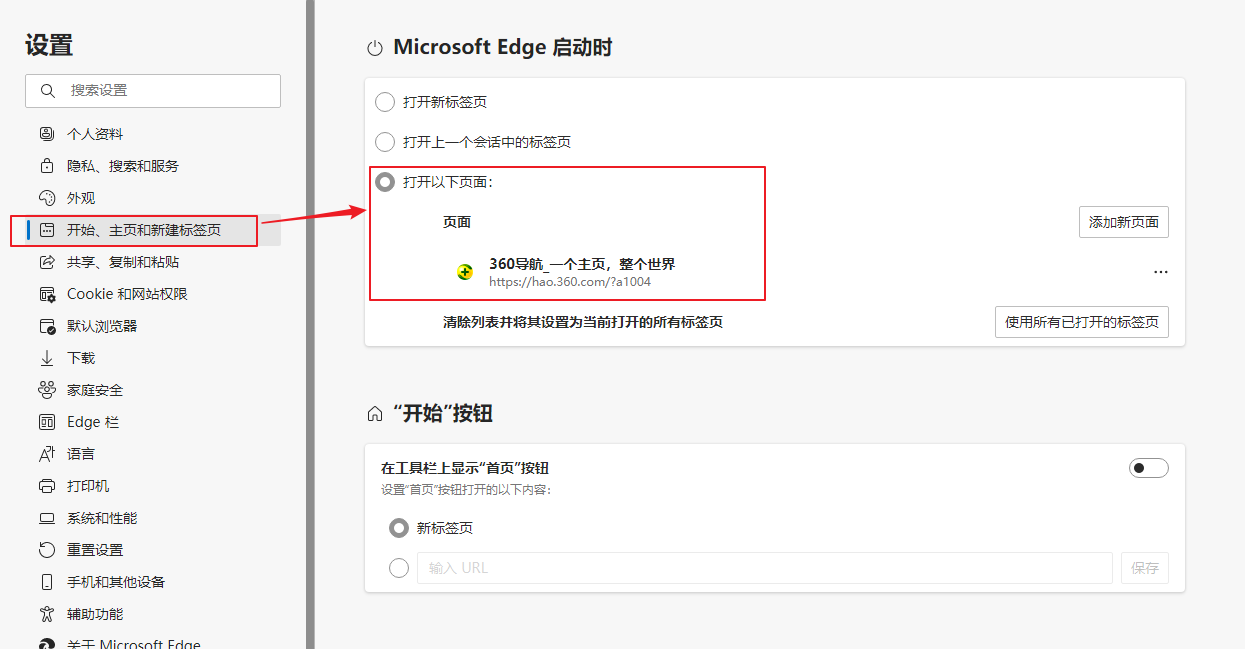 设置
搜索设置
个人资料
隐私、搜索和服务
外观
开始、主页和新建标签页
共享、复制和粘贴
Cookie 和网站权限
默认浏览器
下载
家庭安全
Edge 栏
语言
打印机
系统和性能
重置设置
手机和其他设备
辅助功能
关于 Microsoft Edge
Microsoft Edge 启动时
打开新标签页
打开上一个会话中的标签页
打开以下页面:
页面
添加新页面
360导航_一个主页，整个世界
https://hao.360.com/?a1004
清除列表并将其设置为当前打开的所有标签页
使用所有已打开的标签页
“开始”按钮
在工具栏上显示“首页”按钮
设置“首页”按钮打开的以下内容:
新标签页
输入 URL
保存